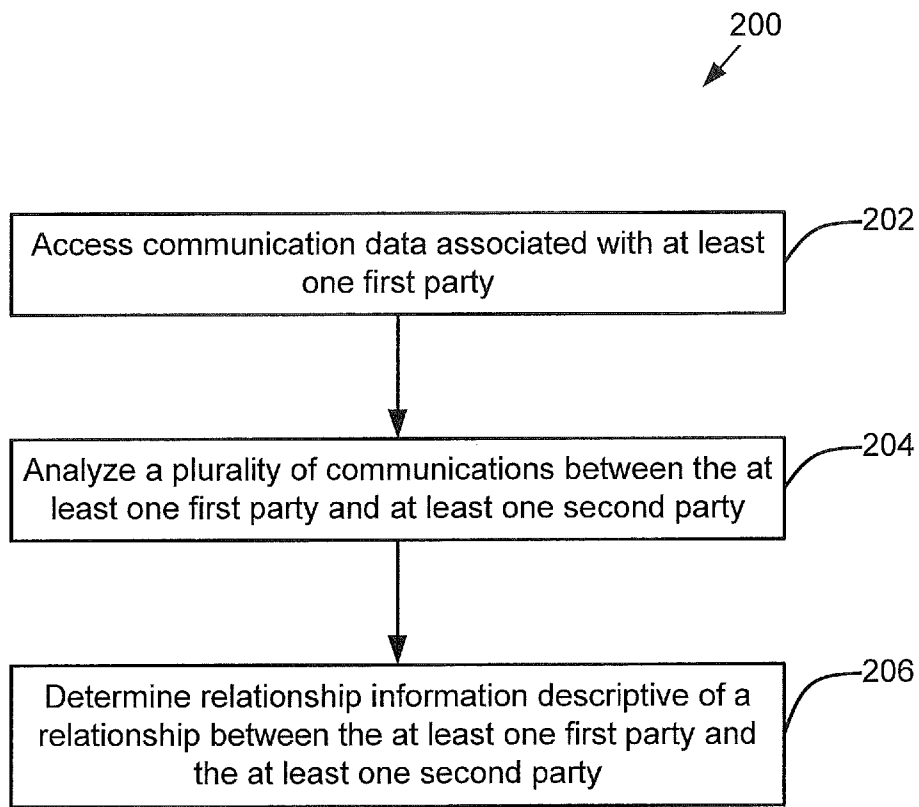 200
Access communication data associated with at least
one first party
202
Analyze a plurality of communications between the at
least one first party and at least one second party
204
Determine relationship information descriptive of a
relationship between the at least one first party and
the at least one second party
206